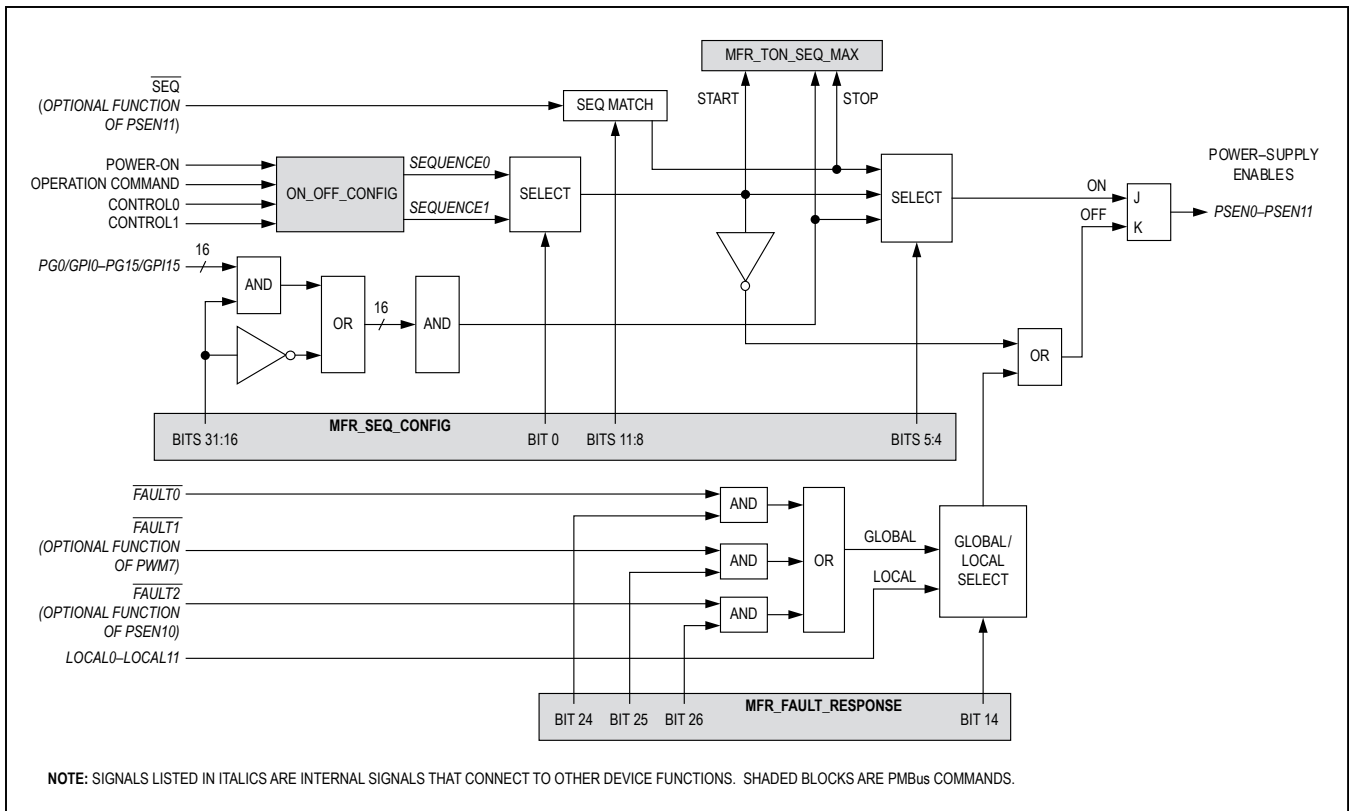 MFR_TON_SEQ_MAX
SEQ
(OPTIONAL FUNCTION
OF PSEN11)
SEQ MATCH
START
STOP
POWER-ON
OPERATION COMMAND
CONTROL0
CONTROL1
ON_OFF_CONFIG
SEQUENCE0
SEQUENCE1
SELECT
SELECT
POWER–SUPPLY
ENABLES
ON
OFF
J
K
PSEN0–PSEN11
PG0/GPI0–PG15/GPI15
16
AND
OR
16
AND
OR
MFR_SEQ_CONFIG
BITS 31:16
BIT 0
BITS 11:8
BITS 5:4
FAULT0
FAULT1
(OPTIONAL FUNCTION
OF PWM7)
FAULT2
(OPTIONAL FUNCTION
OF PSEN10)
LOCAL0–LOCAL11
AND
AND
AND
OR
GLOBAL
LOCAL
GLOBAL/
LOCAL
SELECT
MFR_FAULT_RESPONSE
BIT 24
BIT 25
BIT 26
BIT 14
NOTE: SIGNALS LISTED IN ITALICS ARE INTERNAL SIGNALS THAT CONNECT TO OTHER DEVICE FUNCTIONS. SHADED BLOCKS ARE PMBus COMMANDS.